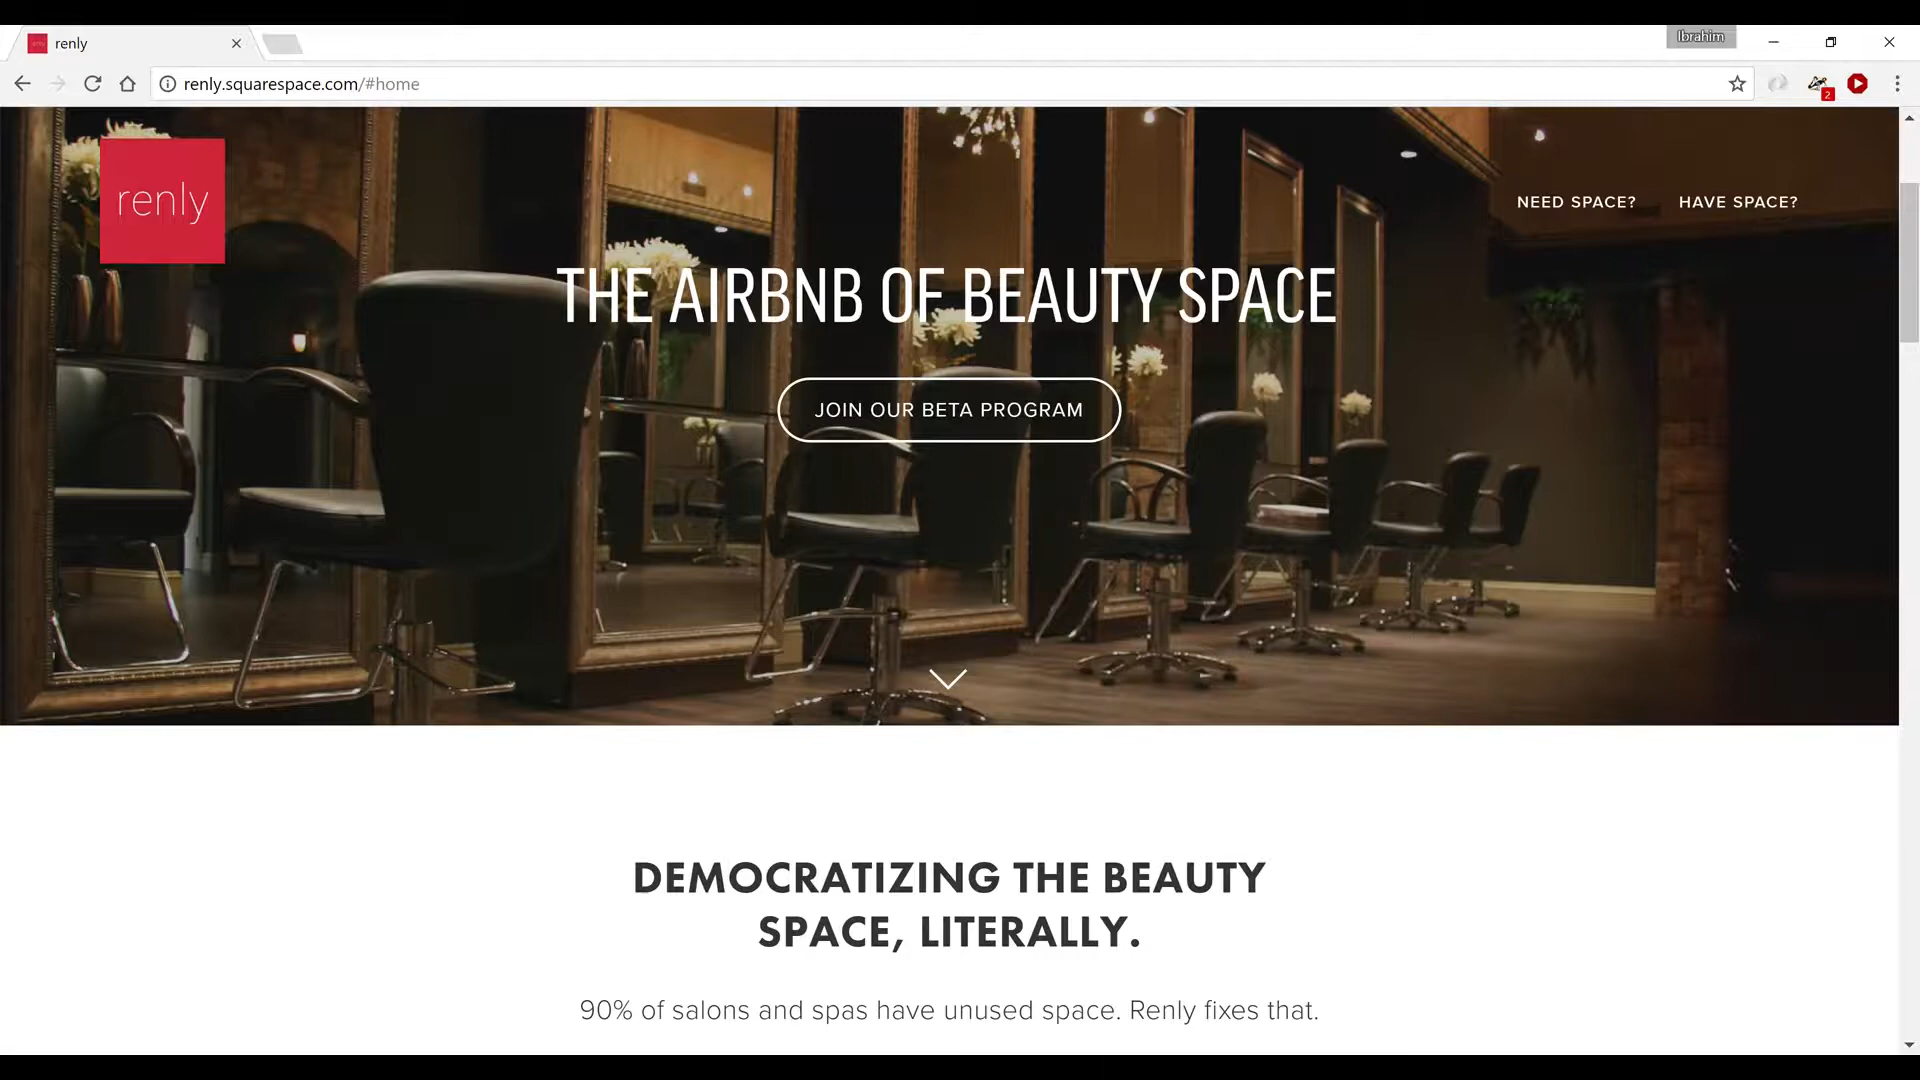 renly
Ibrahim
renly.squarespace.com/#home
2
renly
NEED SPACE?
HAVE SPACE?
THE AIRBNB OF BEAUTY SPACE
JOIN OUR BETA PROGRAM
DEMOCRATIZING THE BEAUTY
SPACE, LITERALLY.
90% of salons and spas have unused space. Renly fixes that.